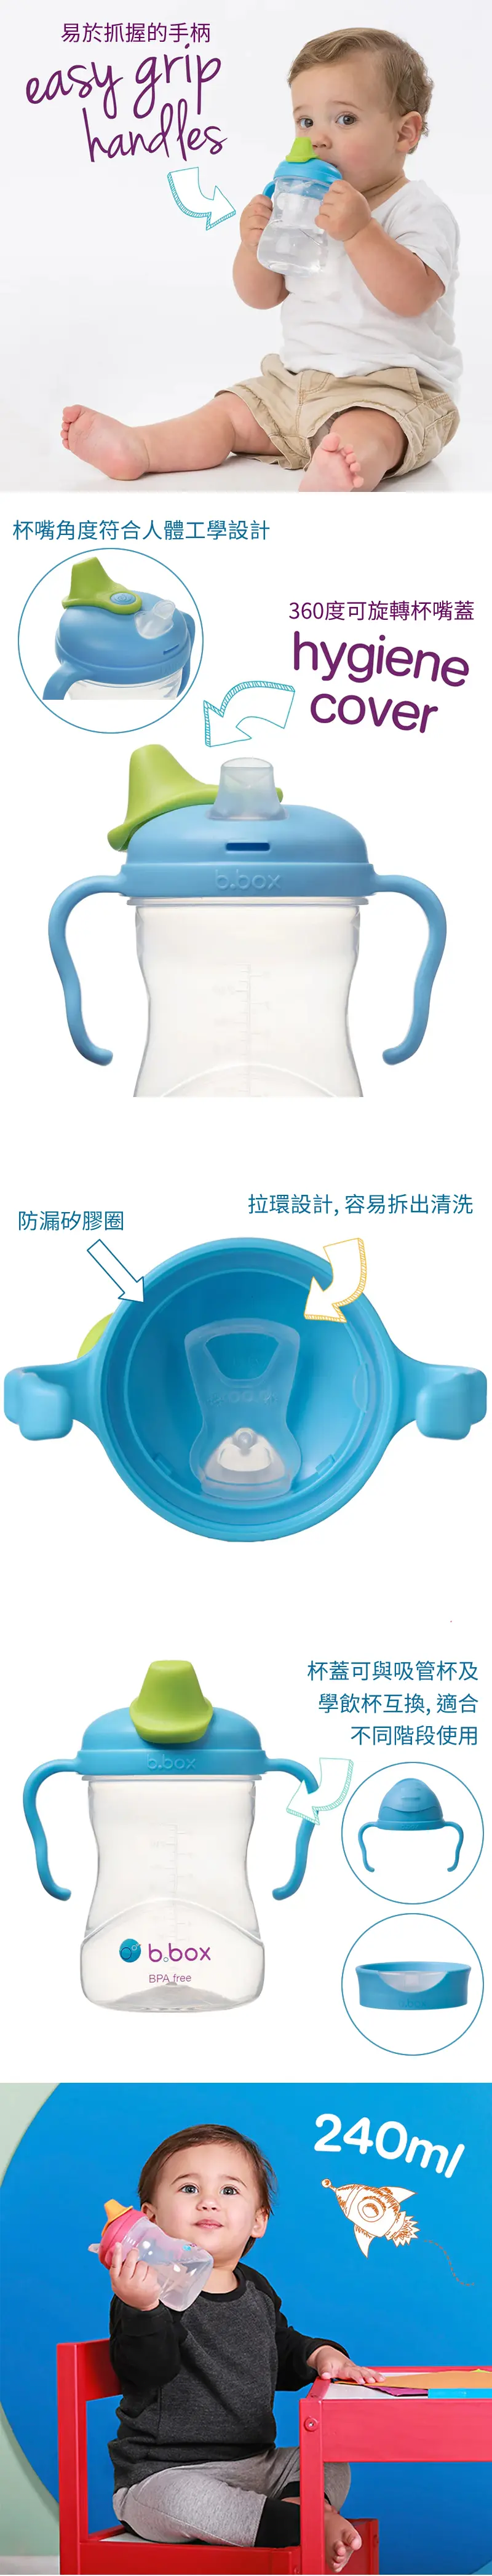 易於抓握的手柄
easy grip
handles
杯嘴角度符合人體工學設計
360度可旋轉杯嘴蓋
hygiene
cover
b.box
拉環設計, 容易拆出清洗
防漏矽膠圈
杯蓋可與吸管杯及
學飲杯互換, 適合
不同階段使用
b.box
b.box
BPA free
b.box
240ml